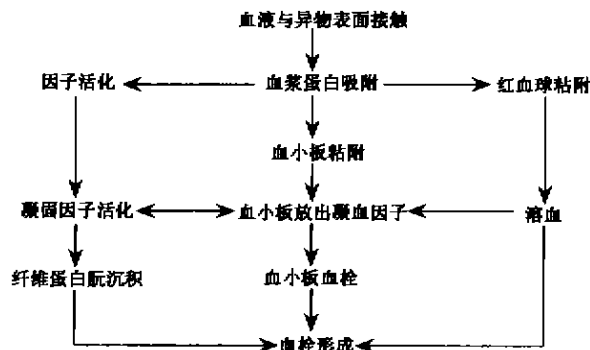 血液与异物表面接触
因子活化 血浆蛋白吸附 红血球粘附
血小板粘附
凝固因子活化 血小板放出凝血因子 溶血
纤维蛋白朊沉积 血小板血栓
血栓形成